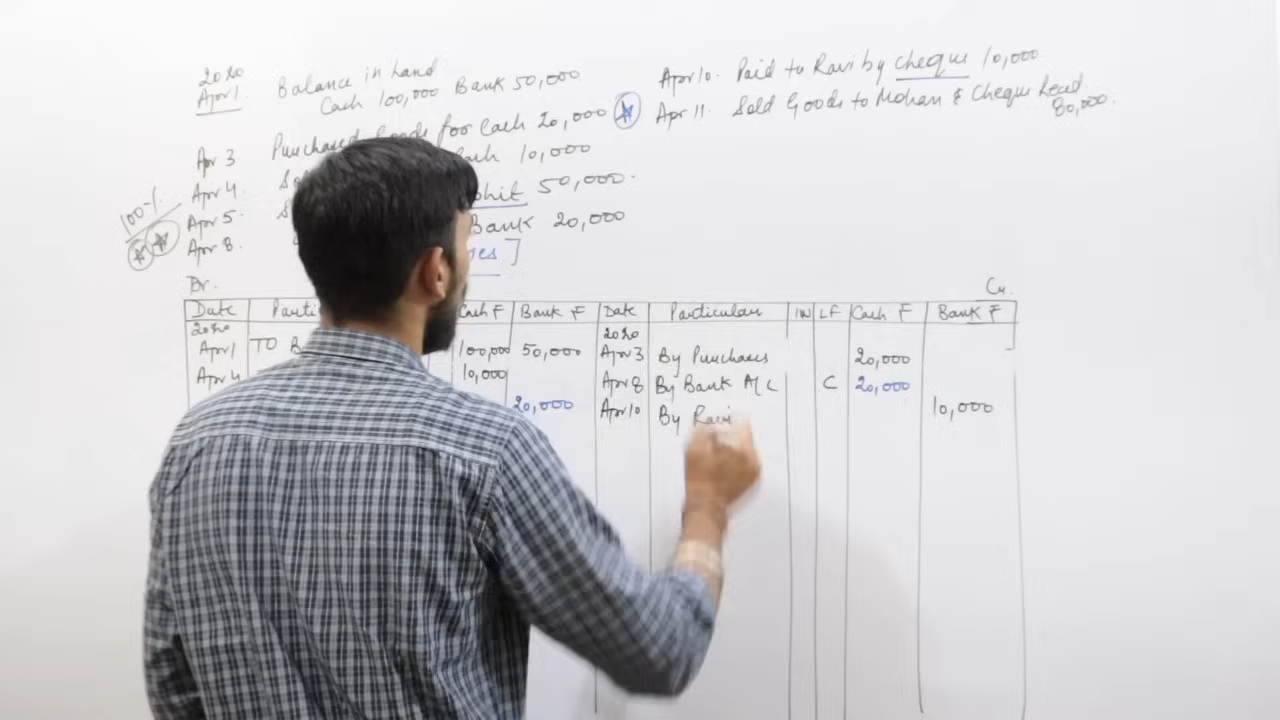 2020
Apr 1. Balance in hand
Cash 100,000 Bank 50,000
Apr 3 Purchased Goods for Cash 20,000
Apr 4. 10,000
Apr 5. 50,000.
Apr 8. Bank 20,000
100%
]
Apr 10. Paid to Ravi by cheque 10,000
Apr 11. Sold Goods to Mohan & Cheque Recd
80,000.
Dr. Cr.
Date Cash ₹ Bank ₹ Date Particulars IN LF Cash ₹ Bank ₹
2020 2020
Apr 1 TO 100,000 50,000 Apr 3 By Purchases 20,000
Apr 4 10,000 Apr 8 By Bank A/C C 20,000
20,000 Apr 10 By Ravi 10,000